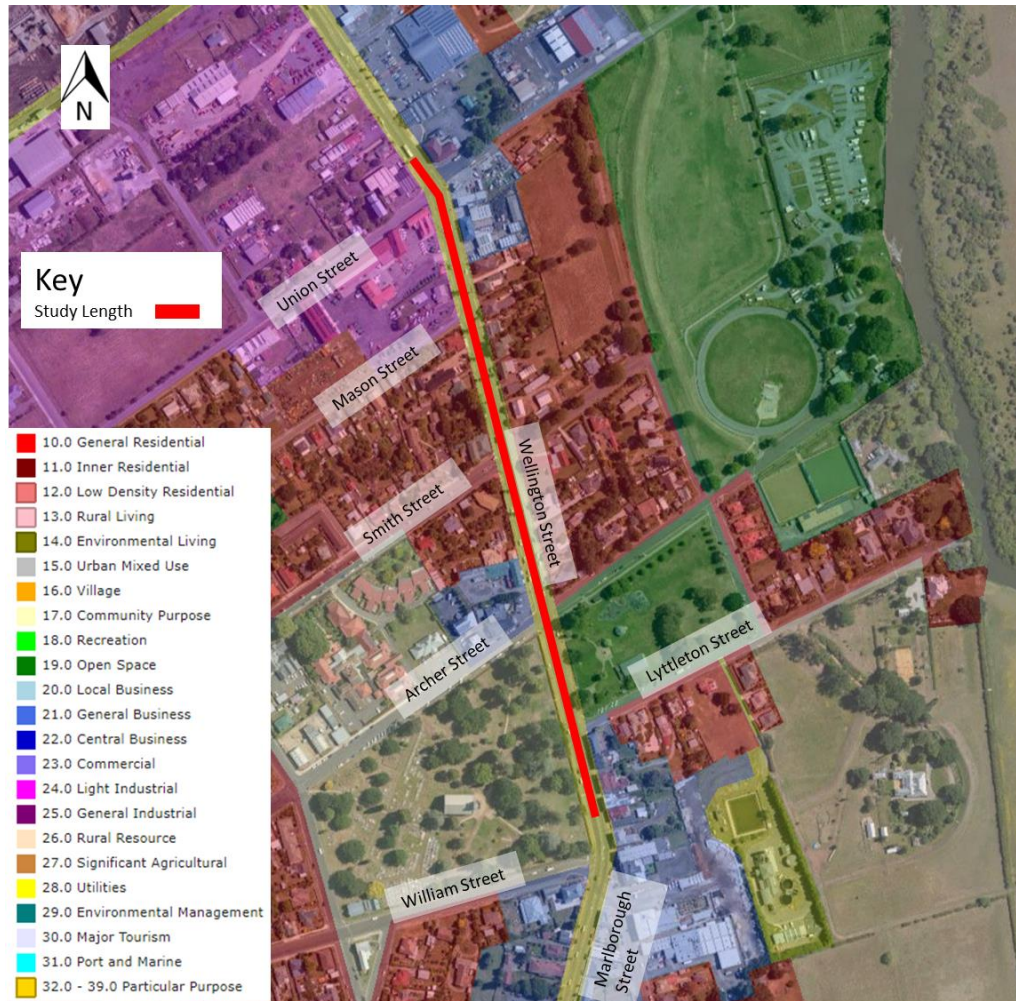 N
Key
Study Length
Union Street
Mason Street
Smith Street
Wellington Street
Archer Street
Lyttleton Street
William Street
Marlborough
Street
10.0 General Residential
11.0 Inner Residential
12.0 Low Density Residential
13.0 Rural Living
14.0 Environmental Living
15.0 Urban Mixed Use
16.0 Village
17.0 Community Purpose
18.0 Recreation
19.0 Open Space
20.0 Local Business
21.0 General Business
22.0 Central Business
23.0 Commercial
24.0 Light Industrial
25.0 General Industrial
26.0 Rural Resource
27.0 Significant Agricultural
28.0 Utilities
29.0 Environmental Management
30.0 Major Tourism
31.0 Port and Marine
32.0 - 39.0 Particular Purpose